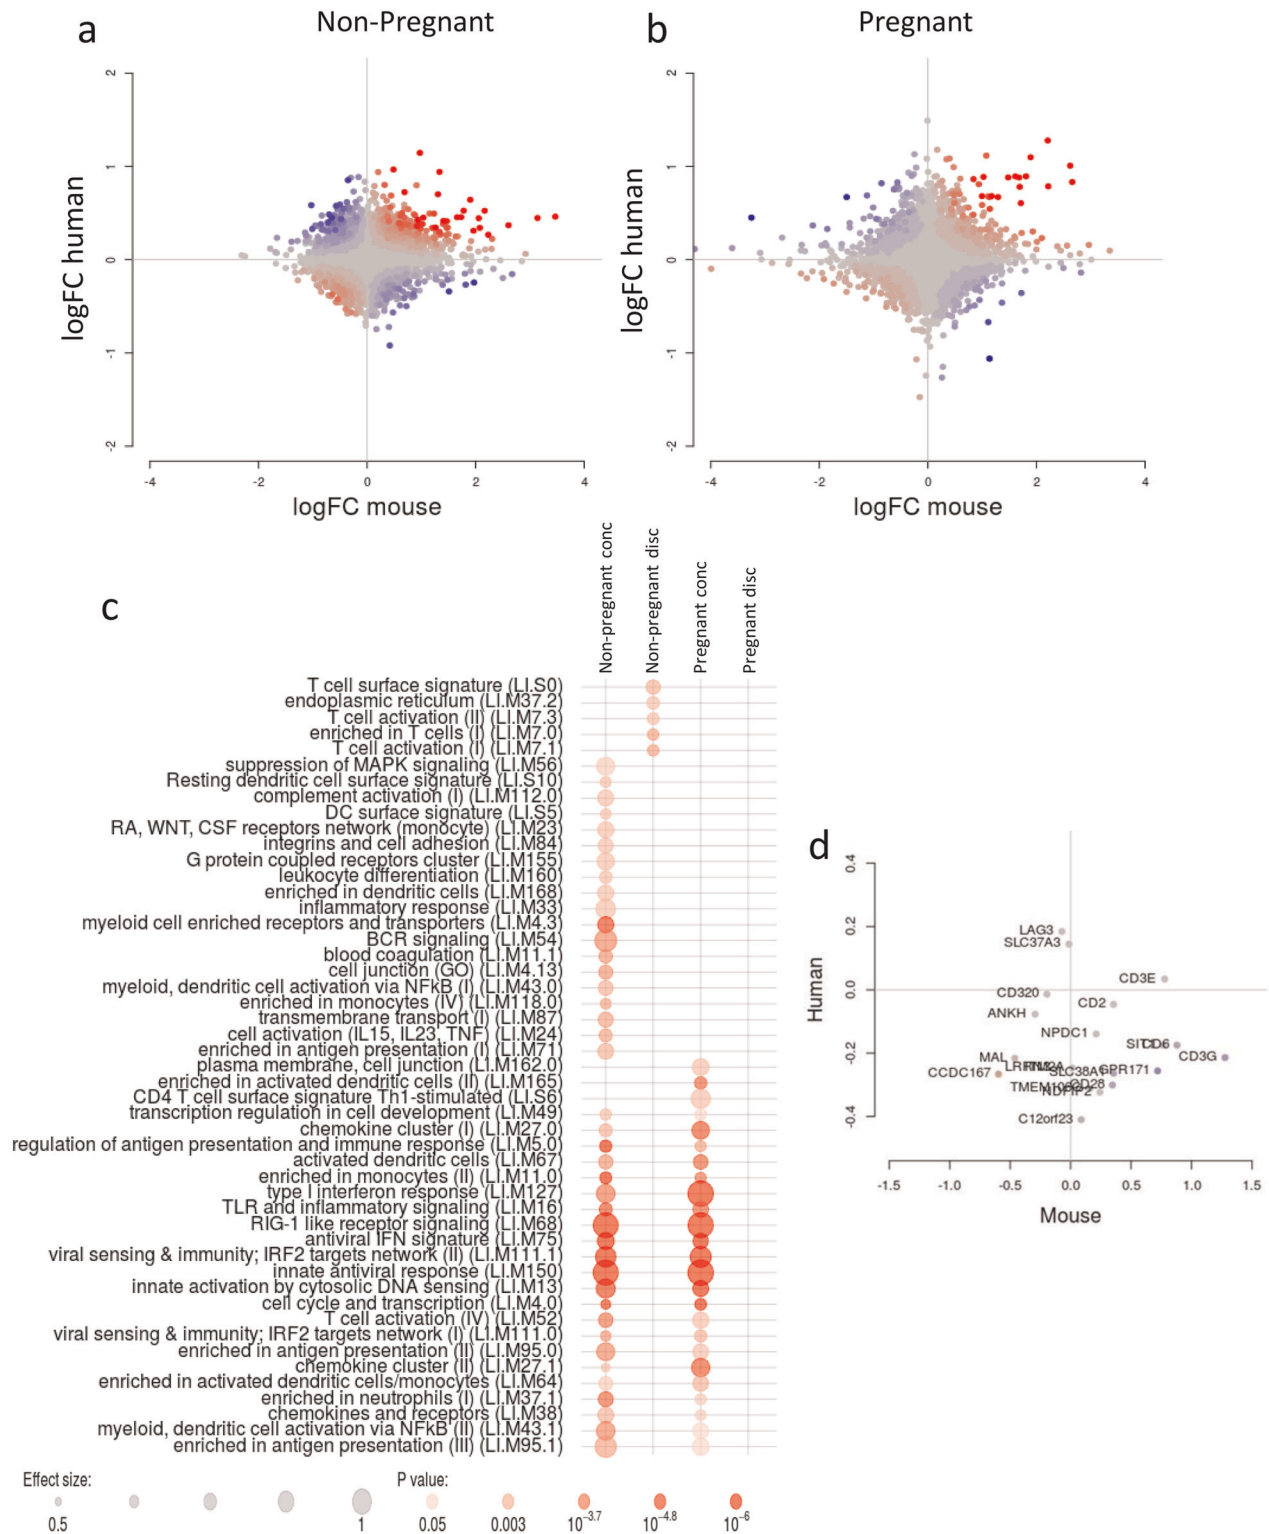 a
Non-Pregnant
b
Pregnant
2
1
0
-1
-2
logFC human
-4
-2
0
2
4
logFC mouse
2
1
0
-1
-2
logFC human
-4
-2
0
2
4
logFC mouse
c
Non-pregnant conc
Non-pregnant disc
Pregnant conc
Pregnant disc
T cell surface signature (LI.S0)
endoplasmic reticulum (LI.M37.2)
T cell activation (II) (LI.M7.3)
enriched in T cells (I) (LI.M7.0)
T cell activation (I) (LI.M7.1)
suppression of MAPK signaling (LI.M56)
Resting dendritic cell surface signature (LI.S10)
complement activation (I) (LI.M112.0)
DC surface signature (LI.S5)
RA, WNT, CSF receptors network (monocyte) (LI.M23)
integrins and cell adhesion (LI.M84)
G protein coupled receptors cluster (LI.M155)
leukocyte differentiation (LI.M160)
enriched in dendritic cells (LI.M168)
inflammatory response (LI.M33)
myeloid cell enriched receptors and transporters (LI.M4.3)
BCR signaling (LI.M54)
blood coagulation (LI.M11.1)
cell junction (GO) (LI.M4.13)
myeloid, dendritic cell activation via NFkB (I) (LI.M43.0)
enriched in monocytes (IV) (LI.M118.0)
transmembrane transport (I) (LI.M87)
cell activation (IL15, IL23, TNF) (LI.M24)
enriched in antigen presentation (I) (LI.M71)
plasma membrane, cell junction (LI.M162.0)
enriched in activated dendritic cells (II) (LI.M165)
CD4 T cell surface signature Th1-stimulated (LI.S6)
transcription regulation in cell development (LI.M49)
chemokine cluster (I) (LI.M27.0)
regulation of antigen presentation and immune response (LI.M5.0)
activated dendritic cells (LI.M67)
enriched in monocytes (II) (LI.M11.0)
type I interferon response (LI.M127)
TLR and inflammatory signaling (LI.M16)
RIG-1 like receptor signaling (LI.M68)
antiviral IFN signature (LI.M75)
viral sensing & immunity; IRF2 targets network (II) (LI.M111.1)
innate antiviral response (LI.M150)
innate activation by cytosolic DNA sensing (LI.M13)
cell cycle and transcription (LI.M4.0)
T cell activation (IV) (LI.M52)
viral sensing & immunity; IRF2 targets network (I) (LI.M111.0)
enriched in antigen presentation (II) (LI.M95.0)
chemokine cluster (II) (LI.M27.1)
enriched in activated dendritic cells/monocytes (LI.M64)
enriched in neutrophils (I) (LI.M37.1)
chemokines and receptors (LI.M38)
myeloid, dendritic cell activation via NFkB (II) (LI.M43.1)
enriched in antigen presentation (III) (LI.M95.1)
Effect size:
0.5
1
P value:
0.05
0.003
10^-3.7
10^-4.8
10^-6
d
0.4
0.2
0.0
-0.2
-0.4
Human
LAG3
SLC37A3
CD3E
CD320
CD2
ANKH
NPDC1
CD6
MAL
CD3G
CCDC167
SLC38A1
GPR171
CD28
NDFIP2
C12orf23
-1.5
-1.0
-0.5
0.0
0.5
1.0
1.5
Mouse